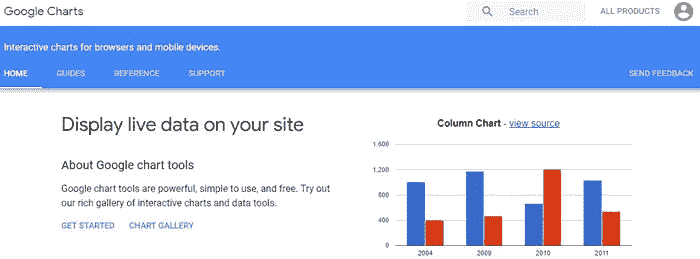 Google Charts
Search
ALL PRODUCTS
Interactive charts for browsers and mobile devices.
HOME GUIDES REFERENCE SUPPORT SEND FEEDBACK
Display live data on your site
About Google chart tools
Google chart tools are powerful, simple to use, and free. Try out
our rich gallery of interactive charts and data tools.
GET STARTED CHART GALLERY
Column Chart - view source
1,600
1,200
800
400
0
2004 2009 2010 2011